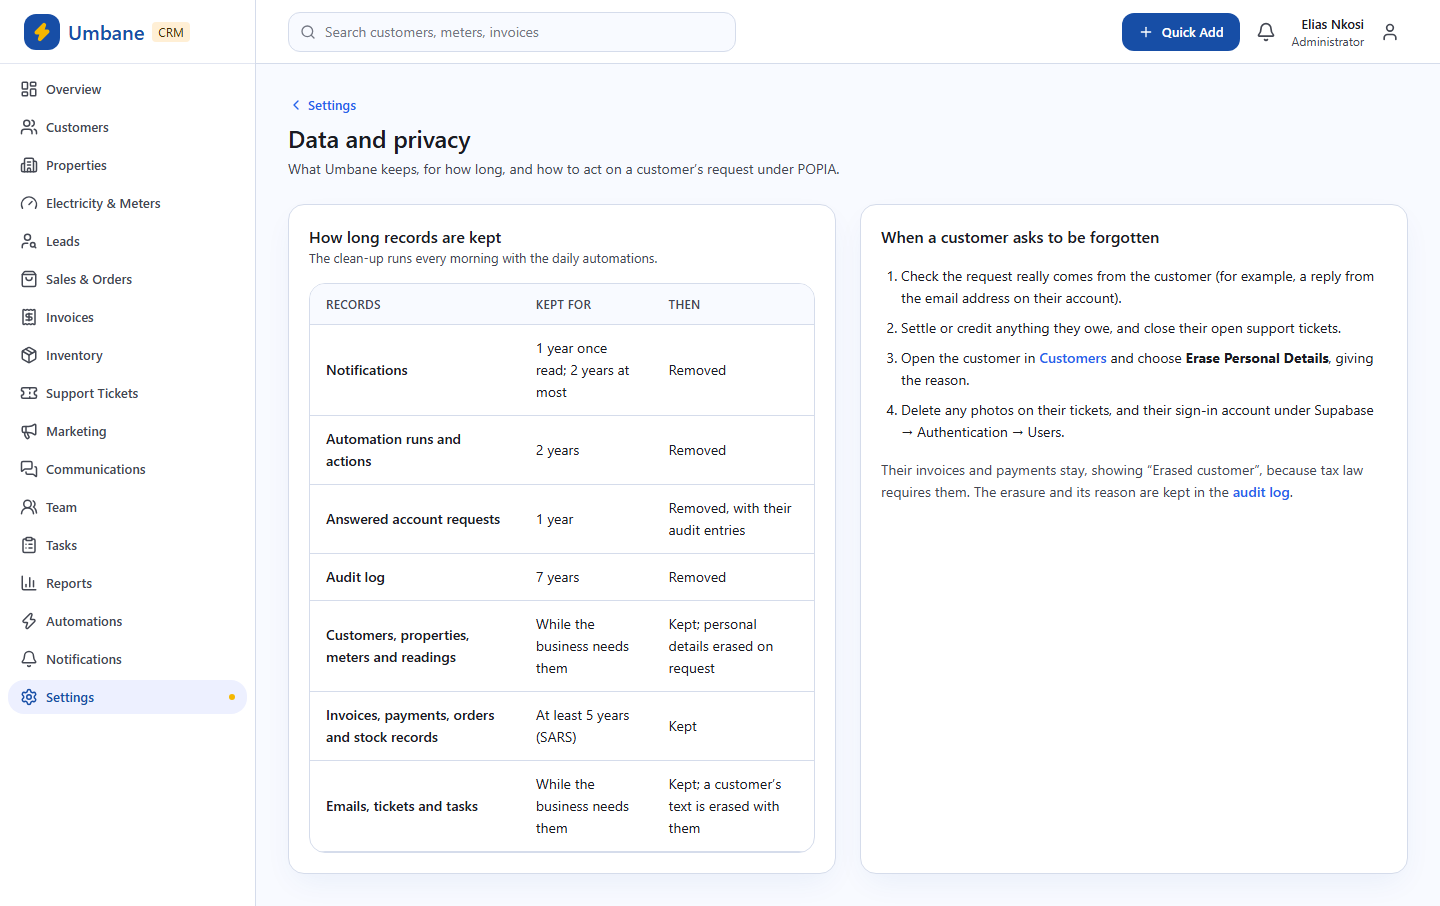 Umbane CRM
Search customers, meters, invoices
Quick Add
Elias Nkosi
Administrator
Overview
Customers
Properties
Electricity & Meters
Leads
Sales & Orders
Invoices
Inventory
Support Tickets
Marketing
Communications
Team
Tasks
Reports
Automations
Notifications
Settings
Settings
Data and privacy
What Umbane keeps, for how long, and how to act on a customer's request under POPIA.
How long records are kept
The clean-up runs every morning with the daily automations.
RECORDS KEPT FOR THEN
Notifications
1 year once
read; 2 years at
most
Removed
Automation runs and
actions
2 years
Removed
Answered account requests
1 year
Removed, with their
audit entries
Audit log
7 years
Removed
Customers, properties,
meters and readings
While the
business needs
them
Kept; personal
details erased on
request
Invoices, payments, orders
and stock records
At least 5 years
(SARS)
Kept
Emails, tickets and tasks
While the
business needs
them
Kept; a customer's
text is erased with
them
When a customer asks to be forgotten
1. Check the request really comes from the customer (for example, a reply from
the email address on their account).
2. Settle or credit anything they owe, and close their open support tickets.
3. Open the customer in Customers and choose Erase Personal Details, giving
the reason.
4. Delete any photos on their tickets, and their sign-in account under Supabase
→ Authentication → Users.
Their invoices and payments stay, showing “Erased customer”, because tax law
requires them. The erasure and its reason are kept in the audit log.